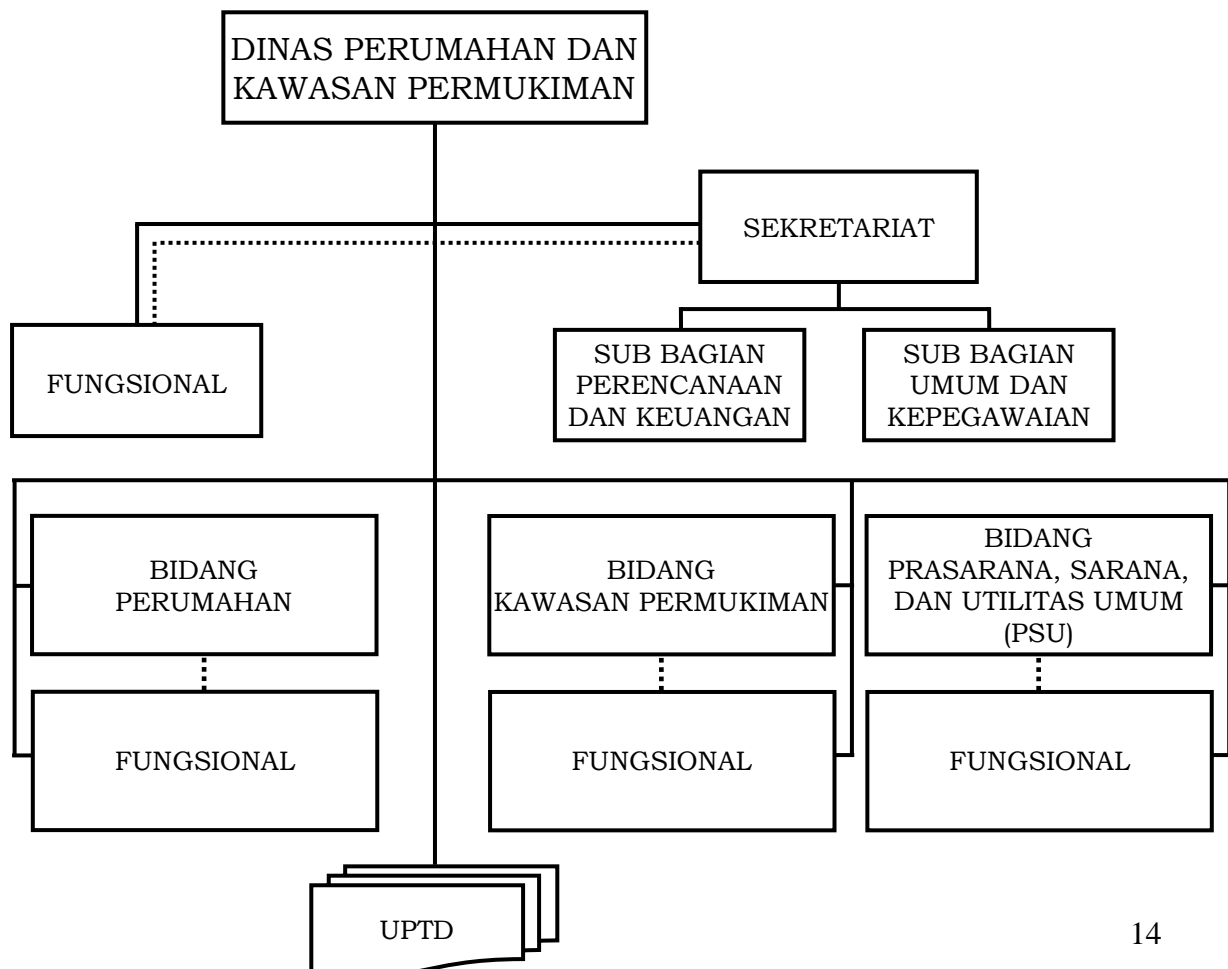 DINAS PERUMAHAN DAN
KAWASAN PERMUKIMAN
SEKRETARIAT
FUNGSIONAL
SUB BAGIAN
PERENCANAAN
DAN KEUANGAN
SUB BAGIAN
UMUM DAN
KEPEGAWAIAN
BIDANG
PERUMAHAN
BIDANG
KAWASAN PERMUKIMAN
BIDANG
PRASARANA, SARANA,
DAN UTILITAS UMUM
(PSU)
FUNGSIONAL
FUNGSIONAL
FUNGSIONAL
UPTD
14